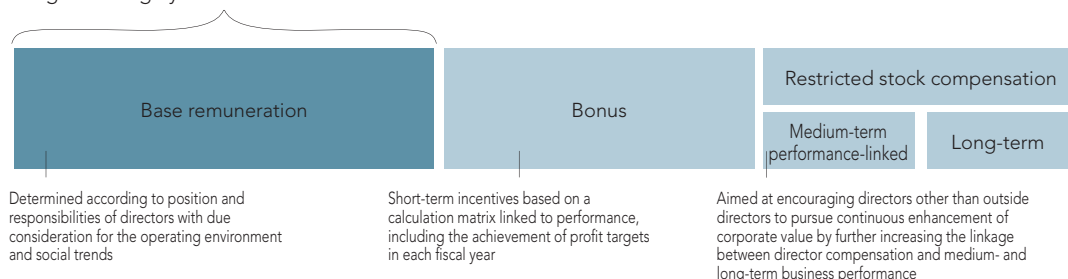 Base remuneration
Bonus
Restricted stock compensation
Medium-term
performance-linked
Long-term
Determined according to position and
responsibilities of directors with due
consideration for the operating environment
and social trends
Short-term incentives based on a
calculation matrix linked to performance,
including the achievement of profit targets
in each fiscal year
Aimed at encouraging directors other than outside
directors to pursue continuous enhancement of
corporate value by further increasing the linkage
between director compensation and medium- and
long-term business performance